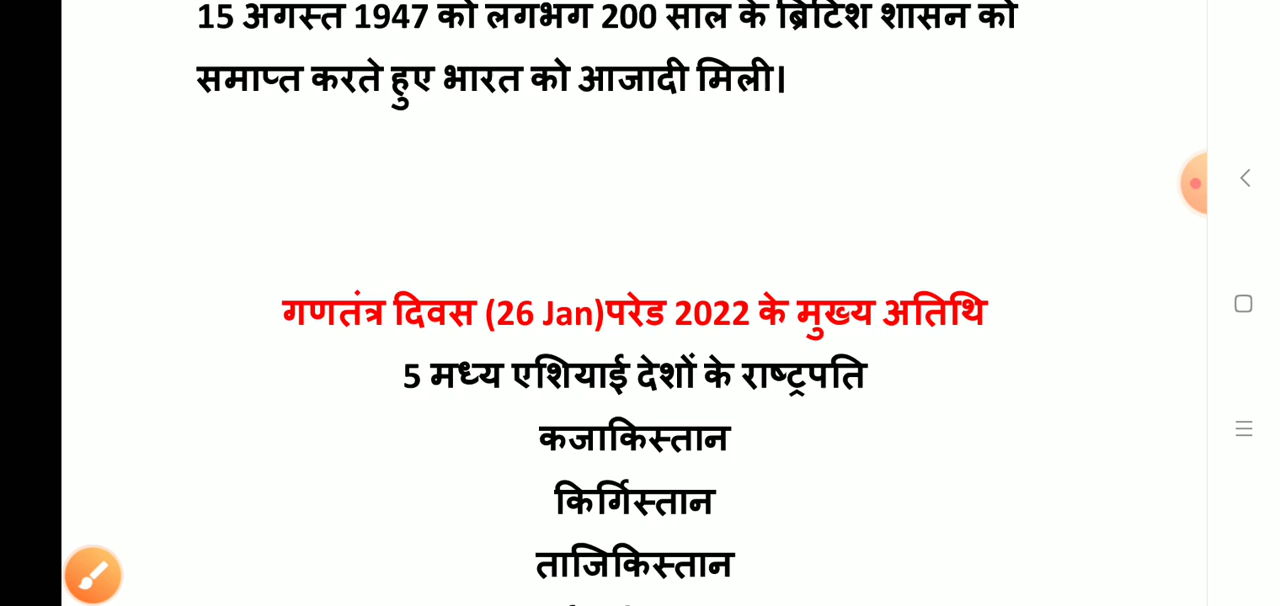 15 अगस्त 1947 को लगभग 200 साल के ब्रिटिश शासन को
समाप्त करते हुए भारत को आजादी मिली।
गणतंत्र दिवस (26 Jan)परेड 2022 के मुख्य अतिथि
5 मध्य एशियाई देशों के राष्ट्रपति
कजाकिस्तान
किर्गिस्तान
ताजिकिस्तान